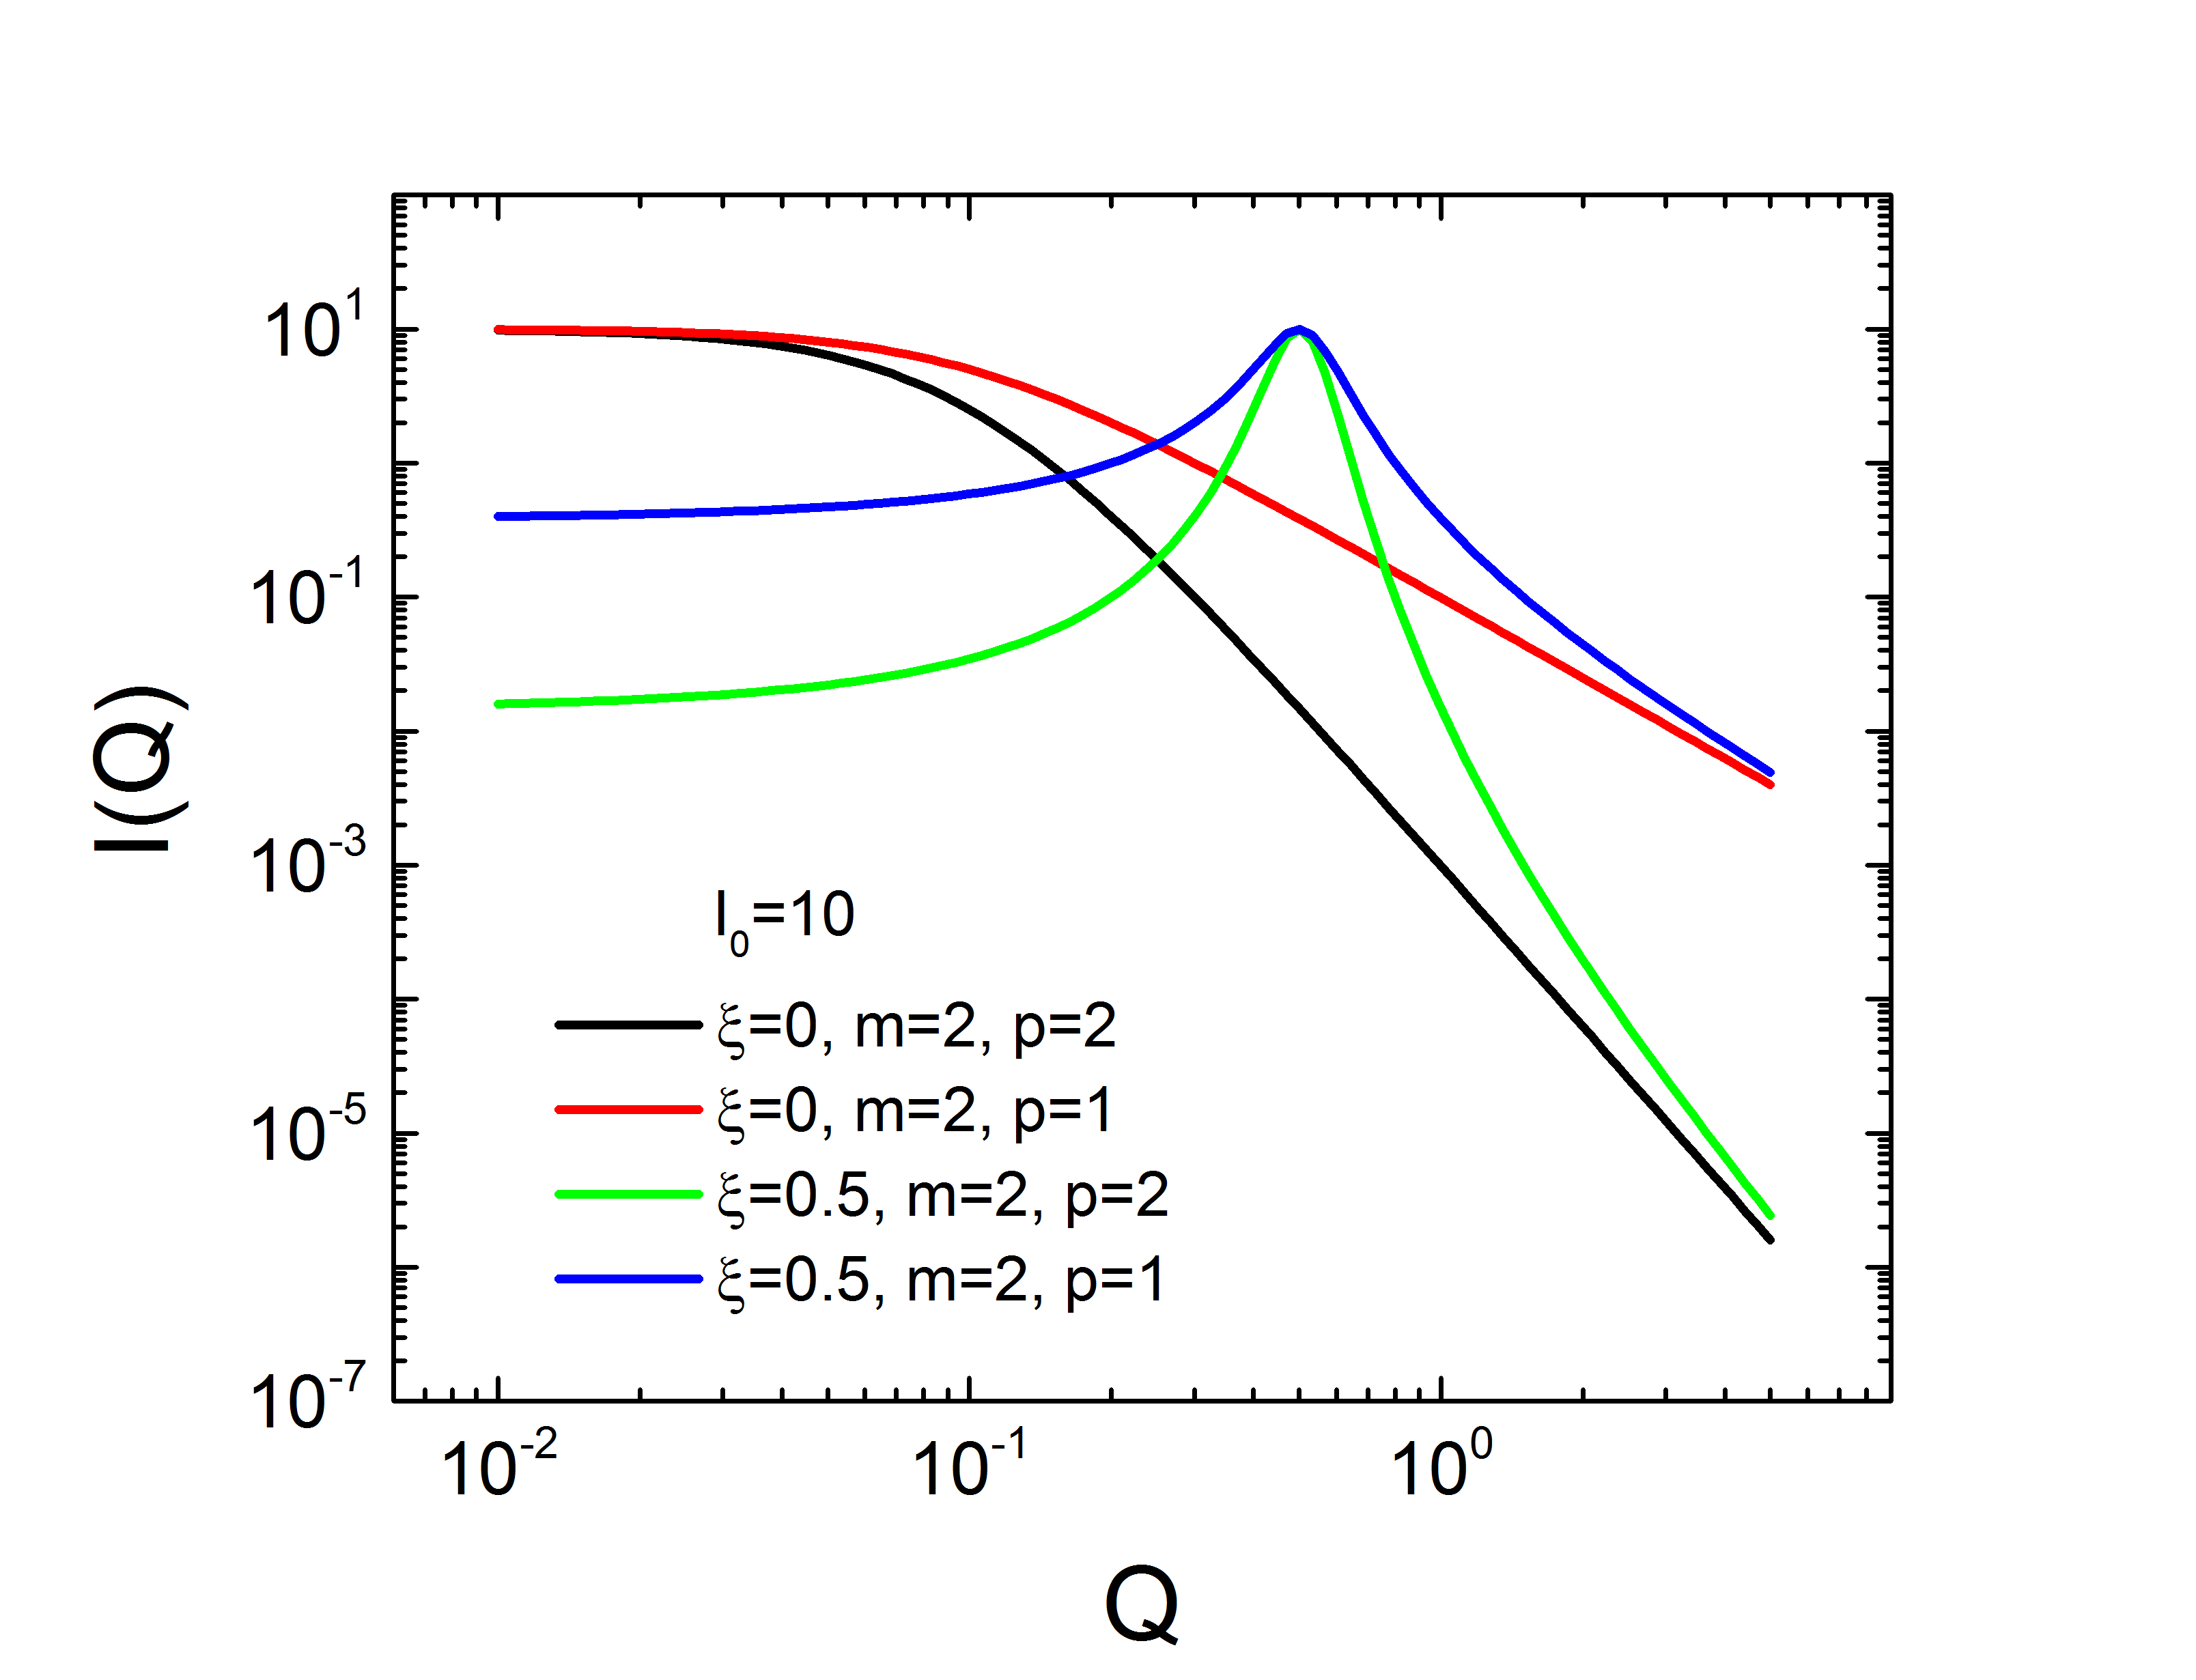 10^1
10^-1
10^-3
10^-5
10^-7
I(Q)
I_0=10
ξ=0, m=2, p=2
ξ=0, m=2, p=1
ξ=0.5, m=2, p=2
ξ=0.5, m=2, p=1
10^-2 10^-1 10^0
Q